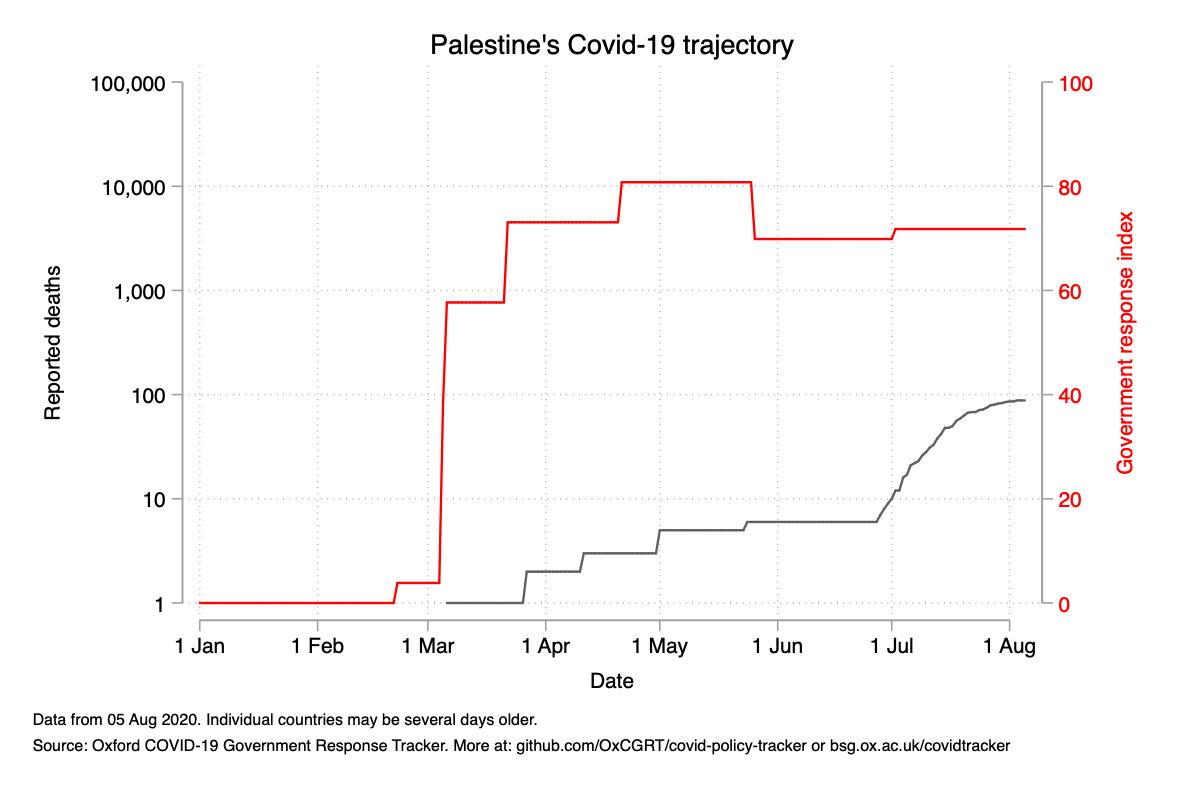 Palestine's Covid-19 trajectory
100,000
10,000
1,000
100
10
1
Reported deaths
100
80
60
40
20
0
Government response index
1 Jan 1 Feb 1 Mar 1 Apr 1 May 1 Jun 1 Jul 1 Aug
Date
Data from 05 Aug 2020. Individual countries may be several days older.
Source: Oxford COVID-19 Government Response Tracker. More at: github.com/OxCGRT/covid-policy-tracker or bsg.ox.ac.uk/covidtracker